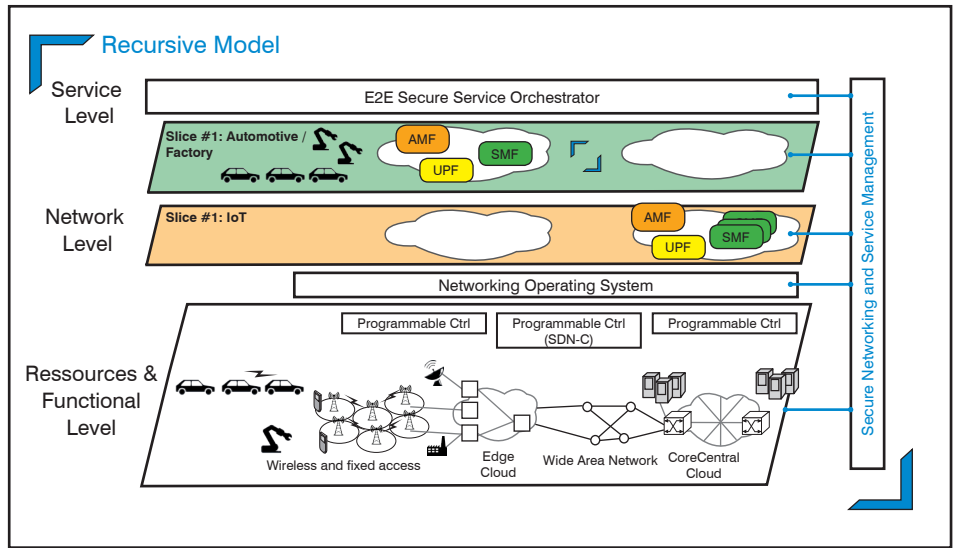 Recursive Model
Service
Level
E2E Secure Service Orchestrator
Slice #1: Automotive /
Factory
AMF
SMF
UPF
Network
Level
Slice #1: IoT
AMF
SMF
UPF
Networking Operating System
Programmable Ctrl
Programmable Ctrl
(SDN-C)
Programmable Ctrl
Ressources &
Functional
Level
Wireless and fixed access
Edge
Cloud
Wide Area Network
CoreCentral
Cloud
Secure Networking and Service Management